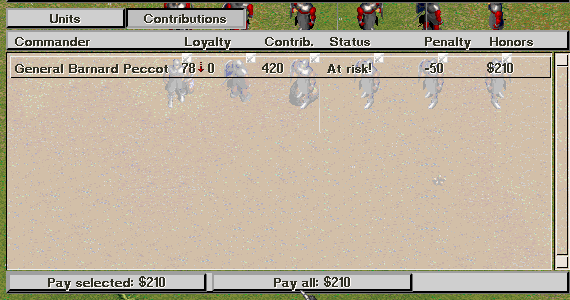 Units Contributions
Commander Loyalty Contrib. Status Penalty Honors
General Barnard Peccot 78 0 420 At risk! -50 $210
Pay selected: $210 Pay all: $210